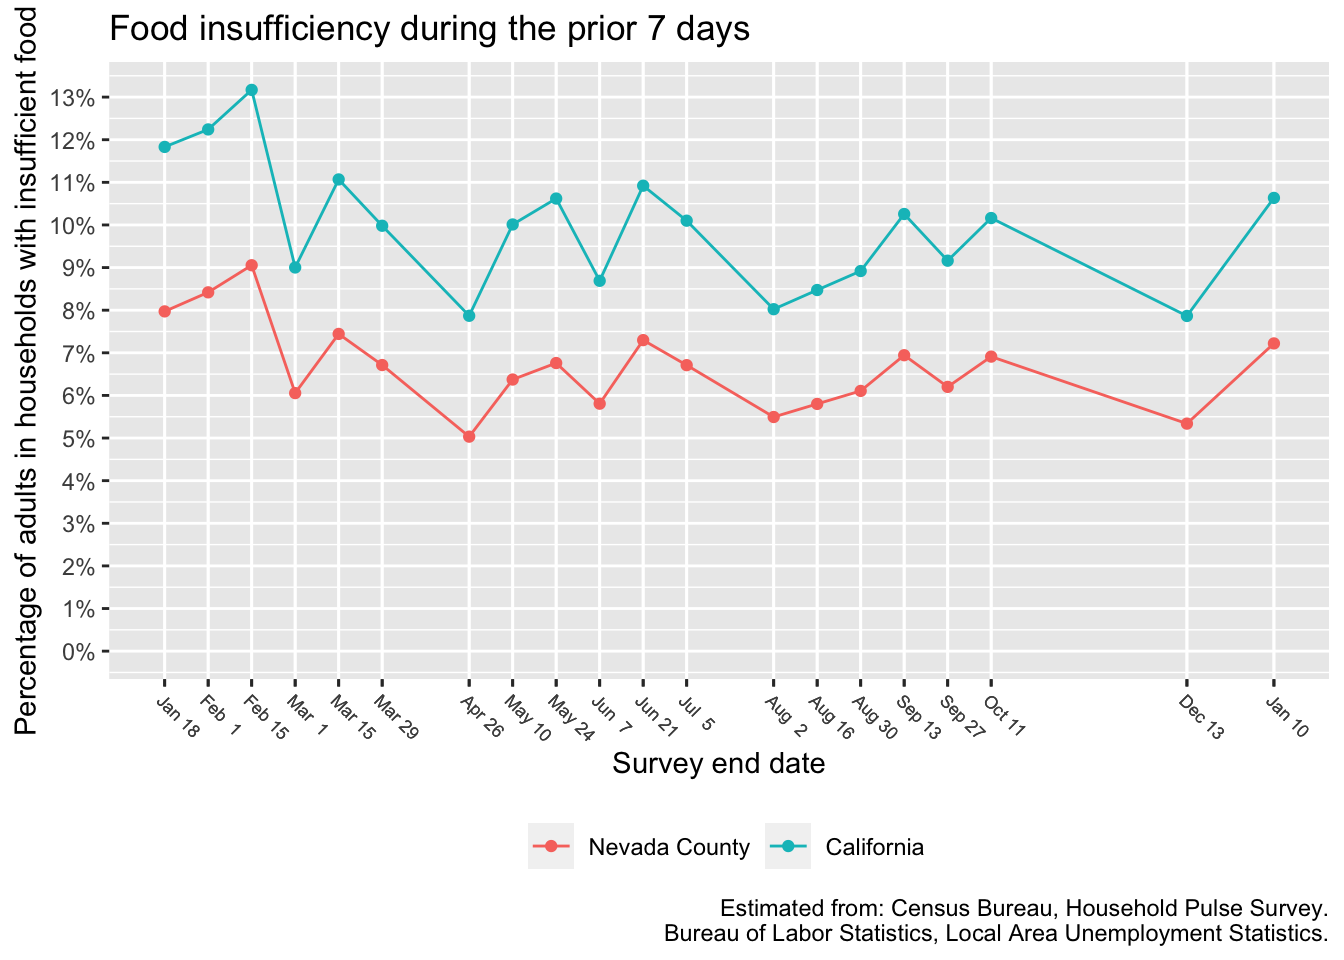 Food insufficiency during the prior 7 days
Percentage of adults in households with insufficient food
13%
12%
11%
10%
9%
8%
7%
6%
5%
4%
3%
2%
1%
0%
Jan 18
Feb 1
Feb 15
Mar 1
Mar 15
Mar 29
Apr 26
May 10
May 24
Jun 7
Jun 21
Jul 5
Aug 2
Aug 16
Aug 30
Sep 13
Sep 27
Oct 11
Dec 13
Jan 10
Survey end date
Nevada County
California
Estimated from: Census Bureau, Household Pulse Survey.
Bureau of Labor Statistics, Local Area Unemployment Statistics.